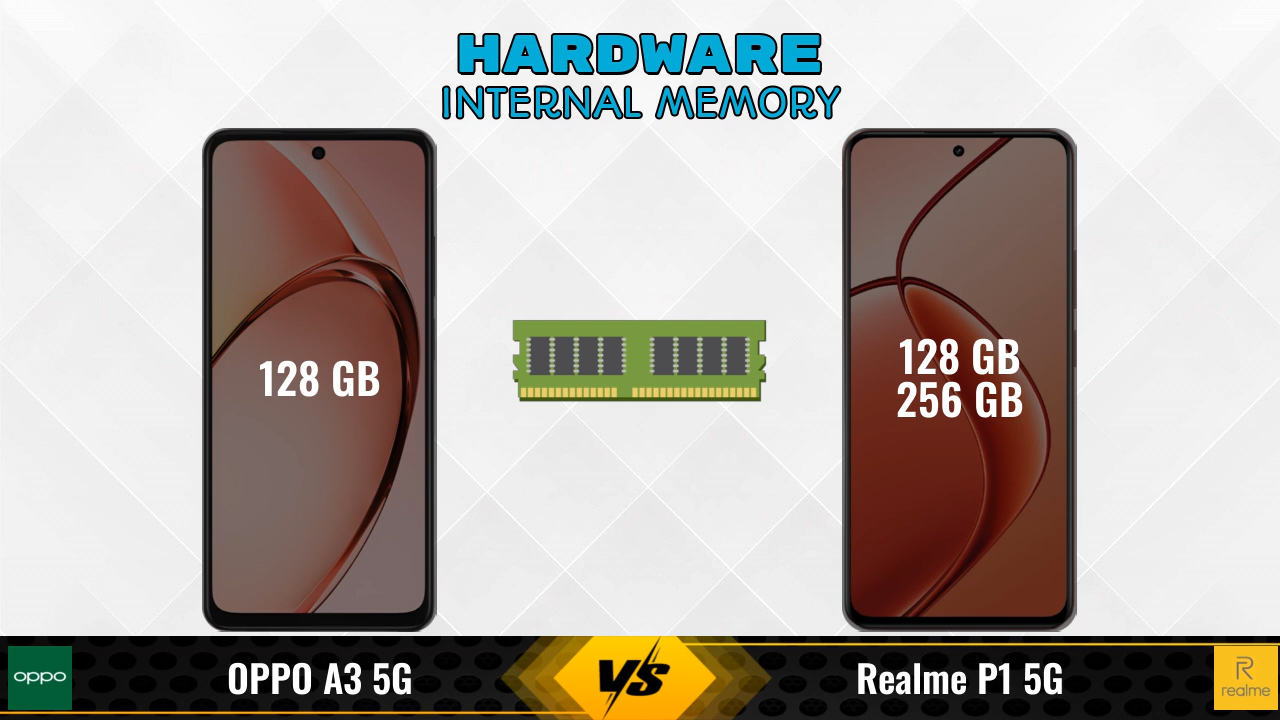 HARDWARE
INTERNAL MEMORY
128 GB
128 GB
256 GB
oppo
OPPO A3 5G
VS
Realme P1 5G
R
realme